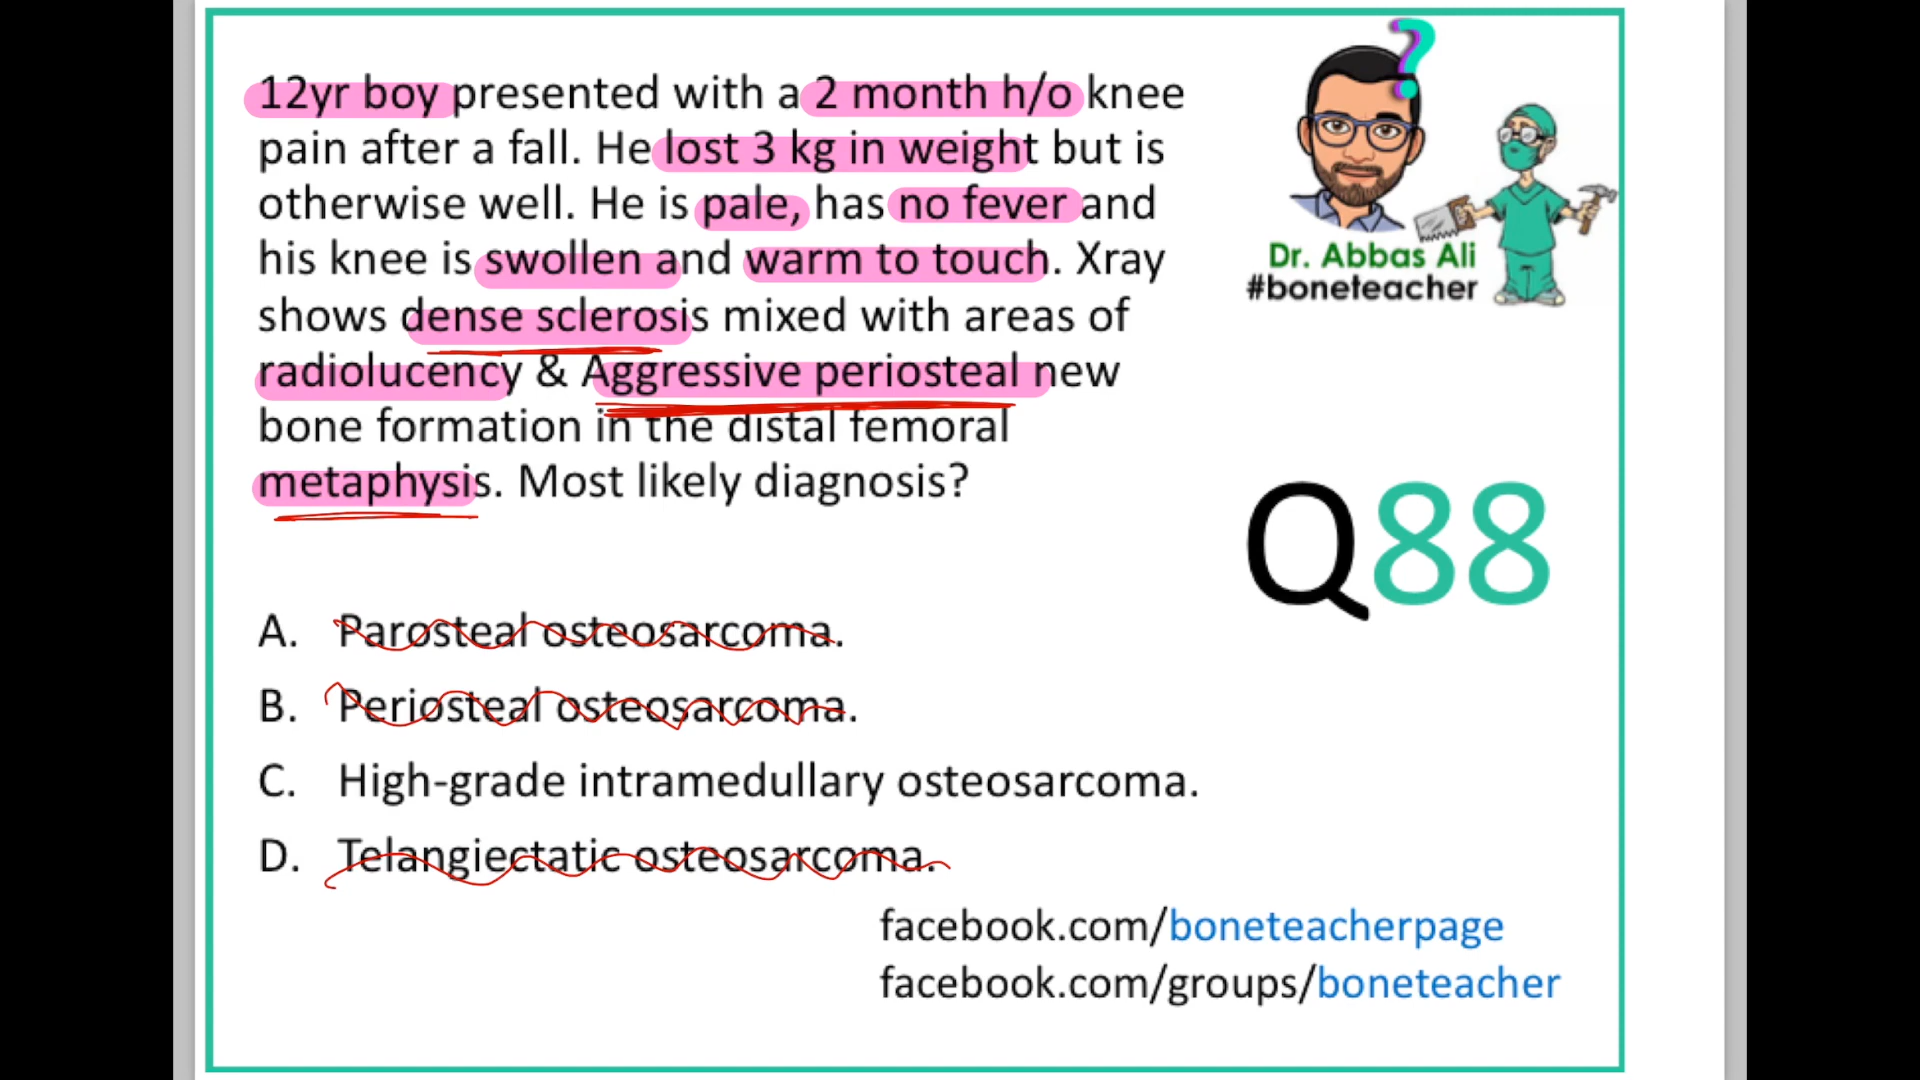 12yr boy presented with a 2 month h/o knee
pain after a fall. He lost 3 kg in weight but is
otherwise well. He is pale, has no fever and
his knee is swollen and warm to touch. Xray
shows dense sclerosis mixed with areas of
radiolucency & Aggressive periosteal new
bone formation in the distal femoral
metaphysis. Most likely diagnosis?
?
Dr. Abbas Ali
#boneteacher
Q88
A. Parosteal osteosarcoma.
B. Periosteal osteosarcoma.
C. High-grade intramedullary osteosarcoma.
D. Telangiectatic osteosarcoma.
facebook.com/boneteacherpage
facebook.com/groups/boneteacher